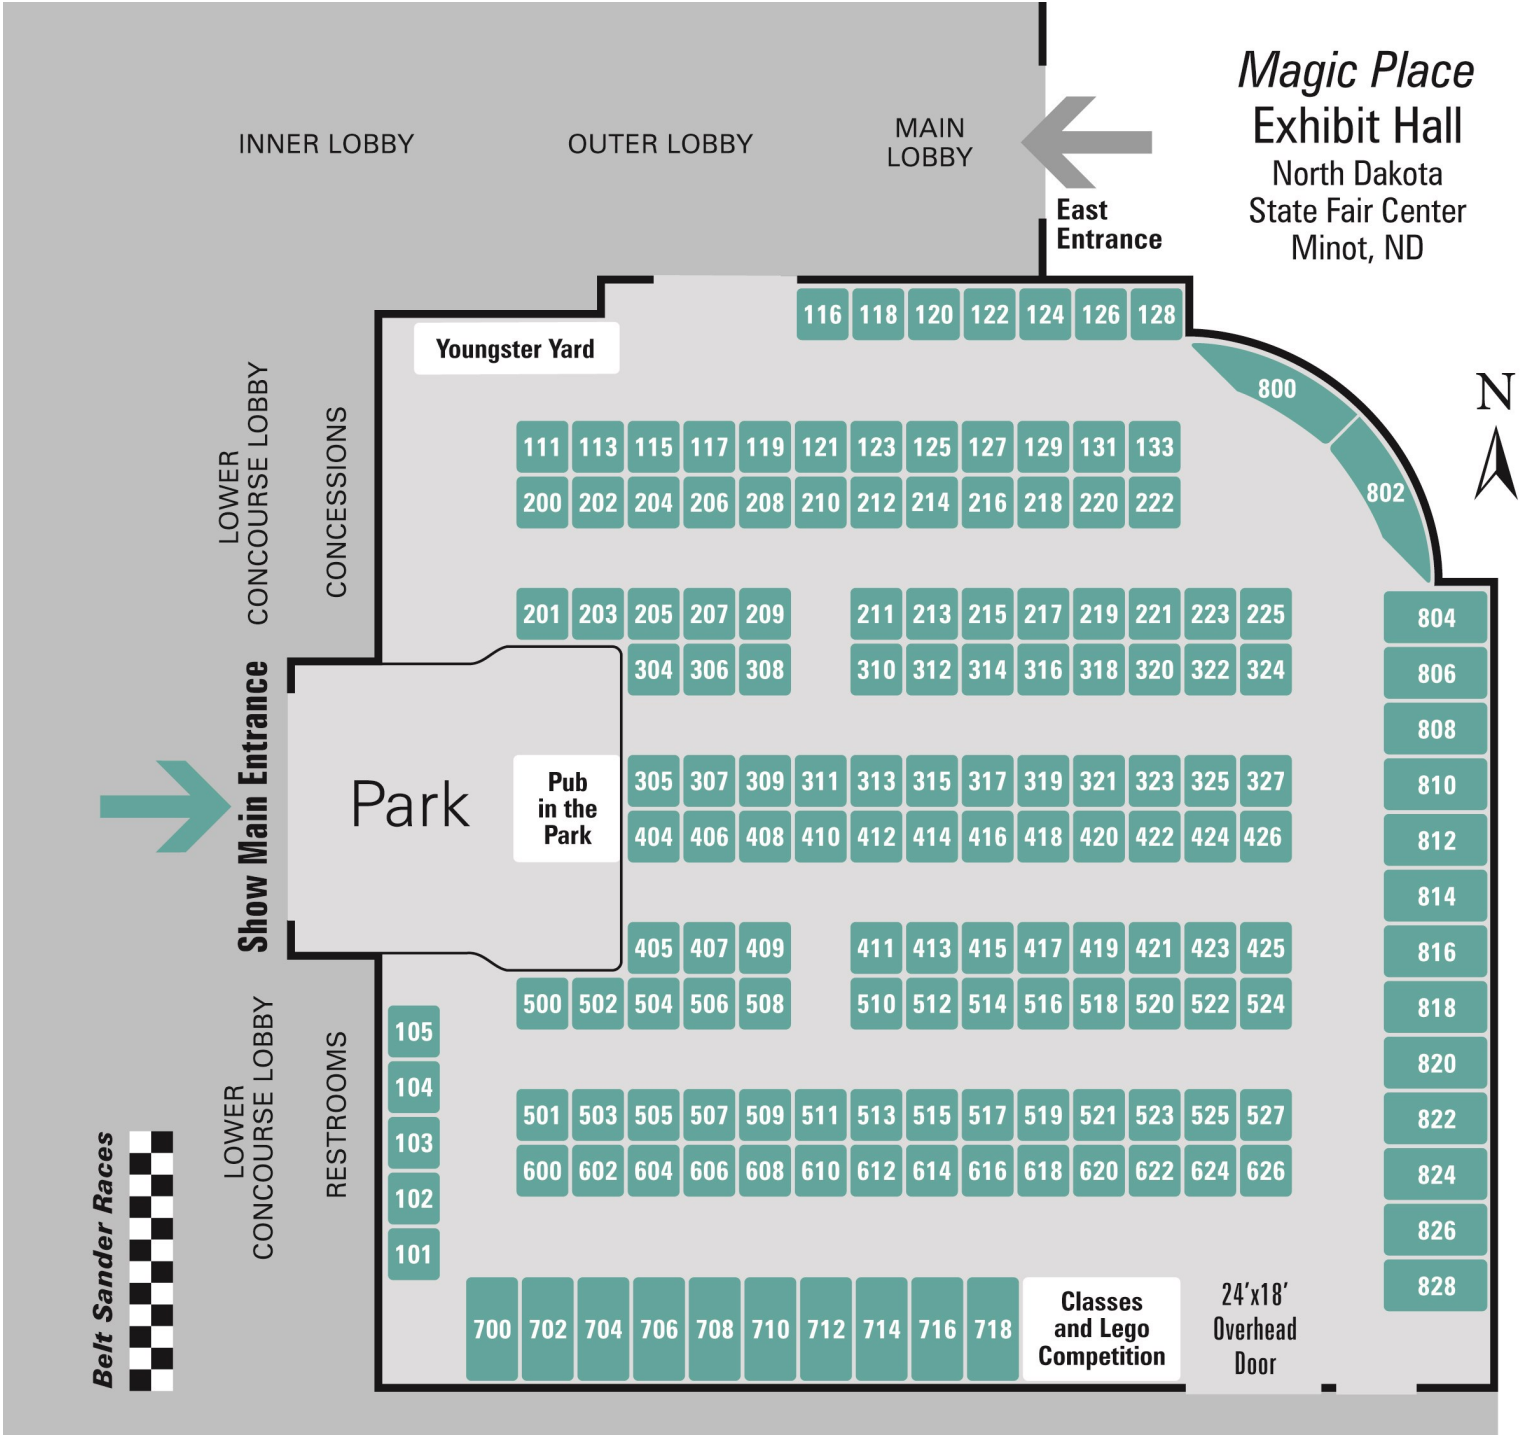 Magic Place
Exhibit Hall
North Dakota
State Fair Center
Minot, ND
INNER LOBBY
OUTER LOBBY
MAIN
LOBBY
East
Entrance
N
116 118 120 122 124 126 128
Youngster Yard
800
802
LOWER
CONCOURSE LOBBY
CONCESSIONS
111 113 115 117 119 121 123 125 127 129 131 133
200 202 204 206 208 210 212 214 216 218 220 222
201 203 205 207 209 211 213 215 217 219 221 223 225
304 306 308 310 312 314 316 318 320 322 324
Show Main Entrance
Park
Pub
in the
Park
305 307 309 311 313 315 317 319 321 323 325 327
404 406 408 410 412 414 416 418 420 422 424 426
405 407 409 411 413 415 417 419 421 423 425
500 502 504 506 508 510 512 514 516 518 520 522 524
LOWER
CONCOURSE LOBBY
RESTROOMS
105
104
103
102
101
501 503 505 507 509 511 513 515 517 519 521 523 525 527
600 602 604 606 608 610 612 614 616 618 620 622 624 626
804
806
808
810
812
814
816
818
820
822
824
826
828
Belt Sander Races
700 702 704 706 708 710 712 714 716 718
Classes
and Lego
Competition
24'x18'
Overhead
Door